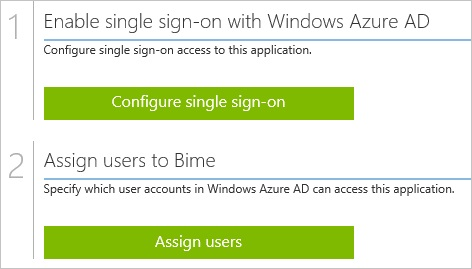 1
Enable single sign-on with Windows Azure AD
Configure single sign-on access to this application.
Configure single sign-on
2
Assign users to Bime
Specify which user accounts in Windows Azure AD can access this application.
Assign users